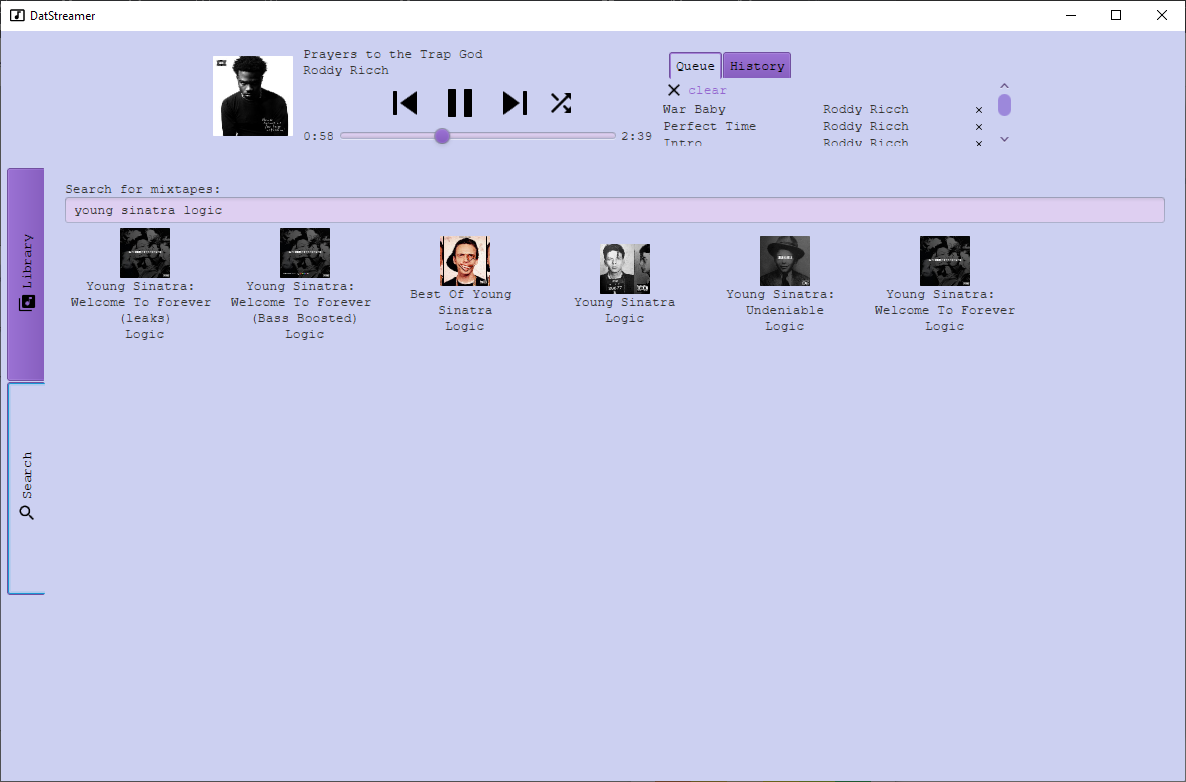 DatStreamer
Prayers to the Trap God
Roddy Ricch
0:58
2:39
Queue History
clear
War Baby Roddy Ricch ×
Perfect Time Roddy Ricch ×
Intro Roddy Ricch ×
Library
Search
Search for mixtapes:
young sinatra logic
Young Sinatra:
Welcome To Forever
(leaks)
Logic
Young Sinatra:
Welcome To Forever
(Bass Boosted)
Logic
Best Of Young
Sinatra
Logic
Young Sinatra
Logic
Young Sinatra:
Undeniable
Logic
Young Sinatra:
Welcome To Forever
Logic